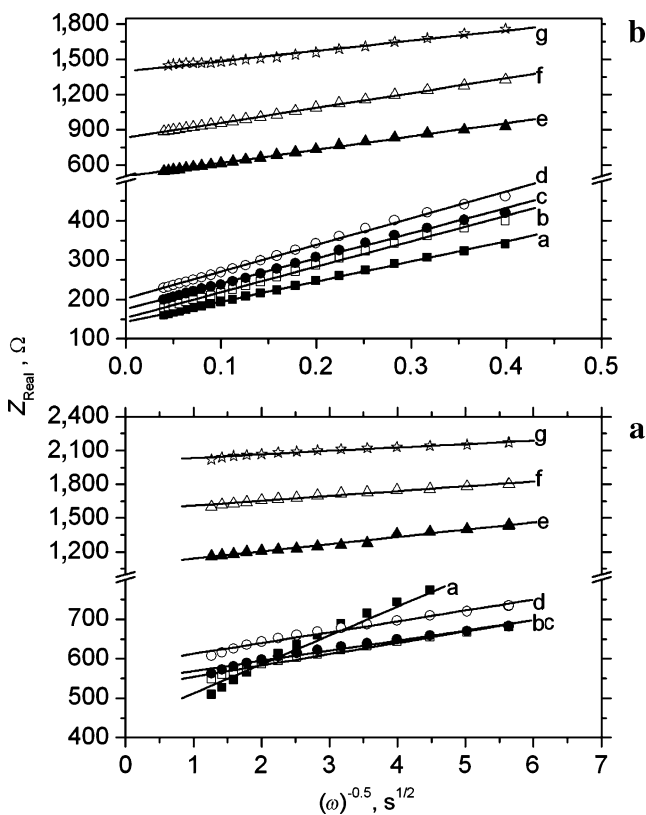 b
1,800
1,500
1,200
900
600
400
300
200
100
g
f
e
d
c
b
a
0.0 0.1 0.2 0.3 0.4 0.5
Z_Real , Ω
a
2,400
2,100
1,800
1,500
1,200
700
600
500
400
g
f
e
a
d
bc
0 1 2 3 4 5 6 7
(ω)^-0.5, s^1/2